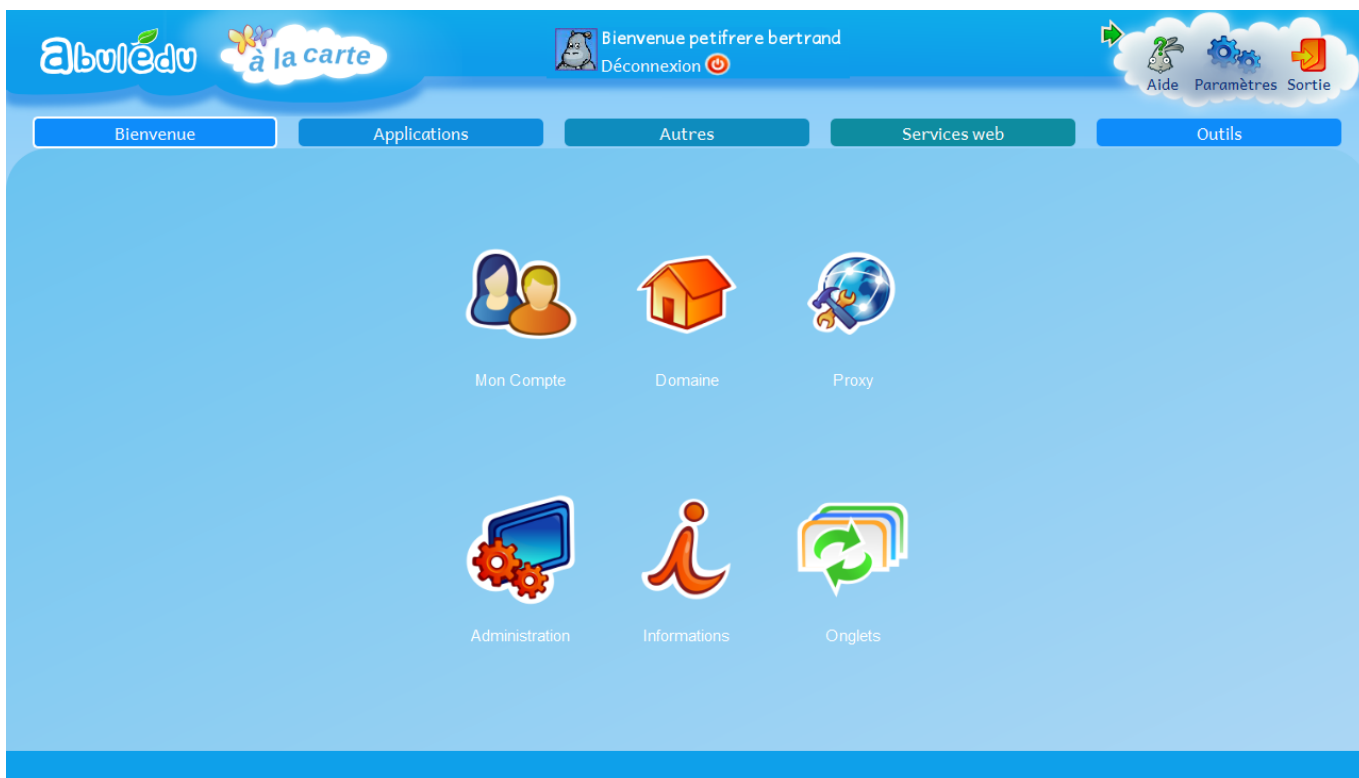 abulédu
à la carte
Bienvenue petifrere bertrand
Déconnexion
Aide Paramètres Sortie
Bienvenue Applications Autres Services web Outils
Mon Compte Domaine Proxy
Administration Informations Onglets